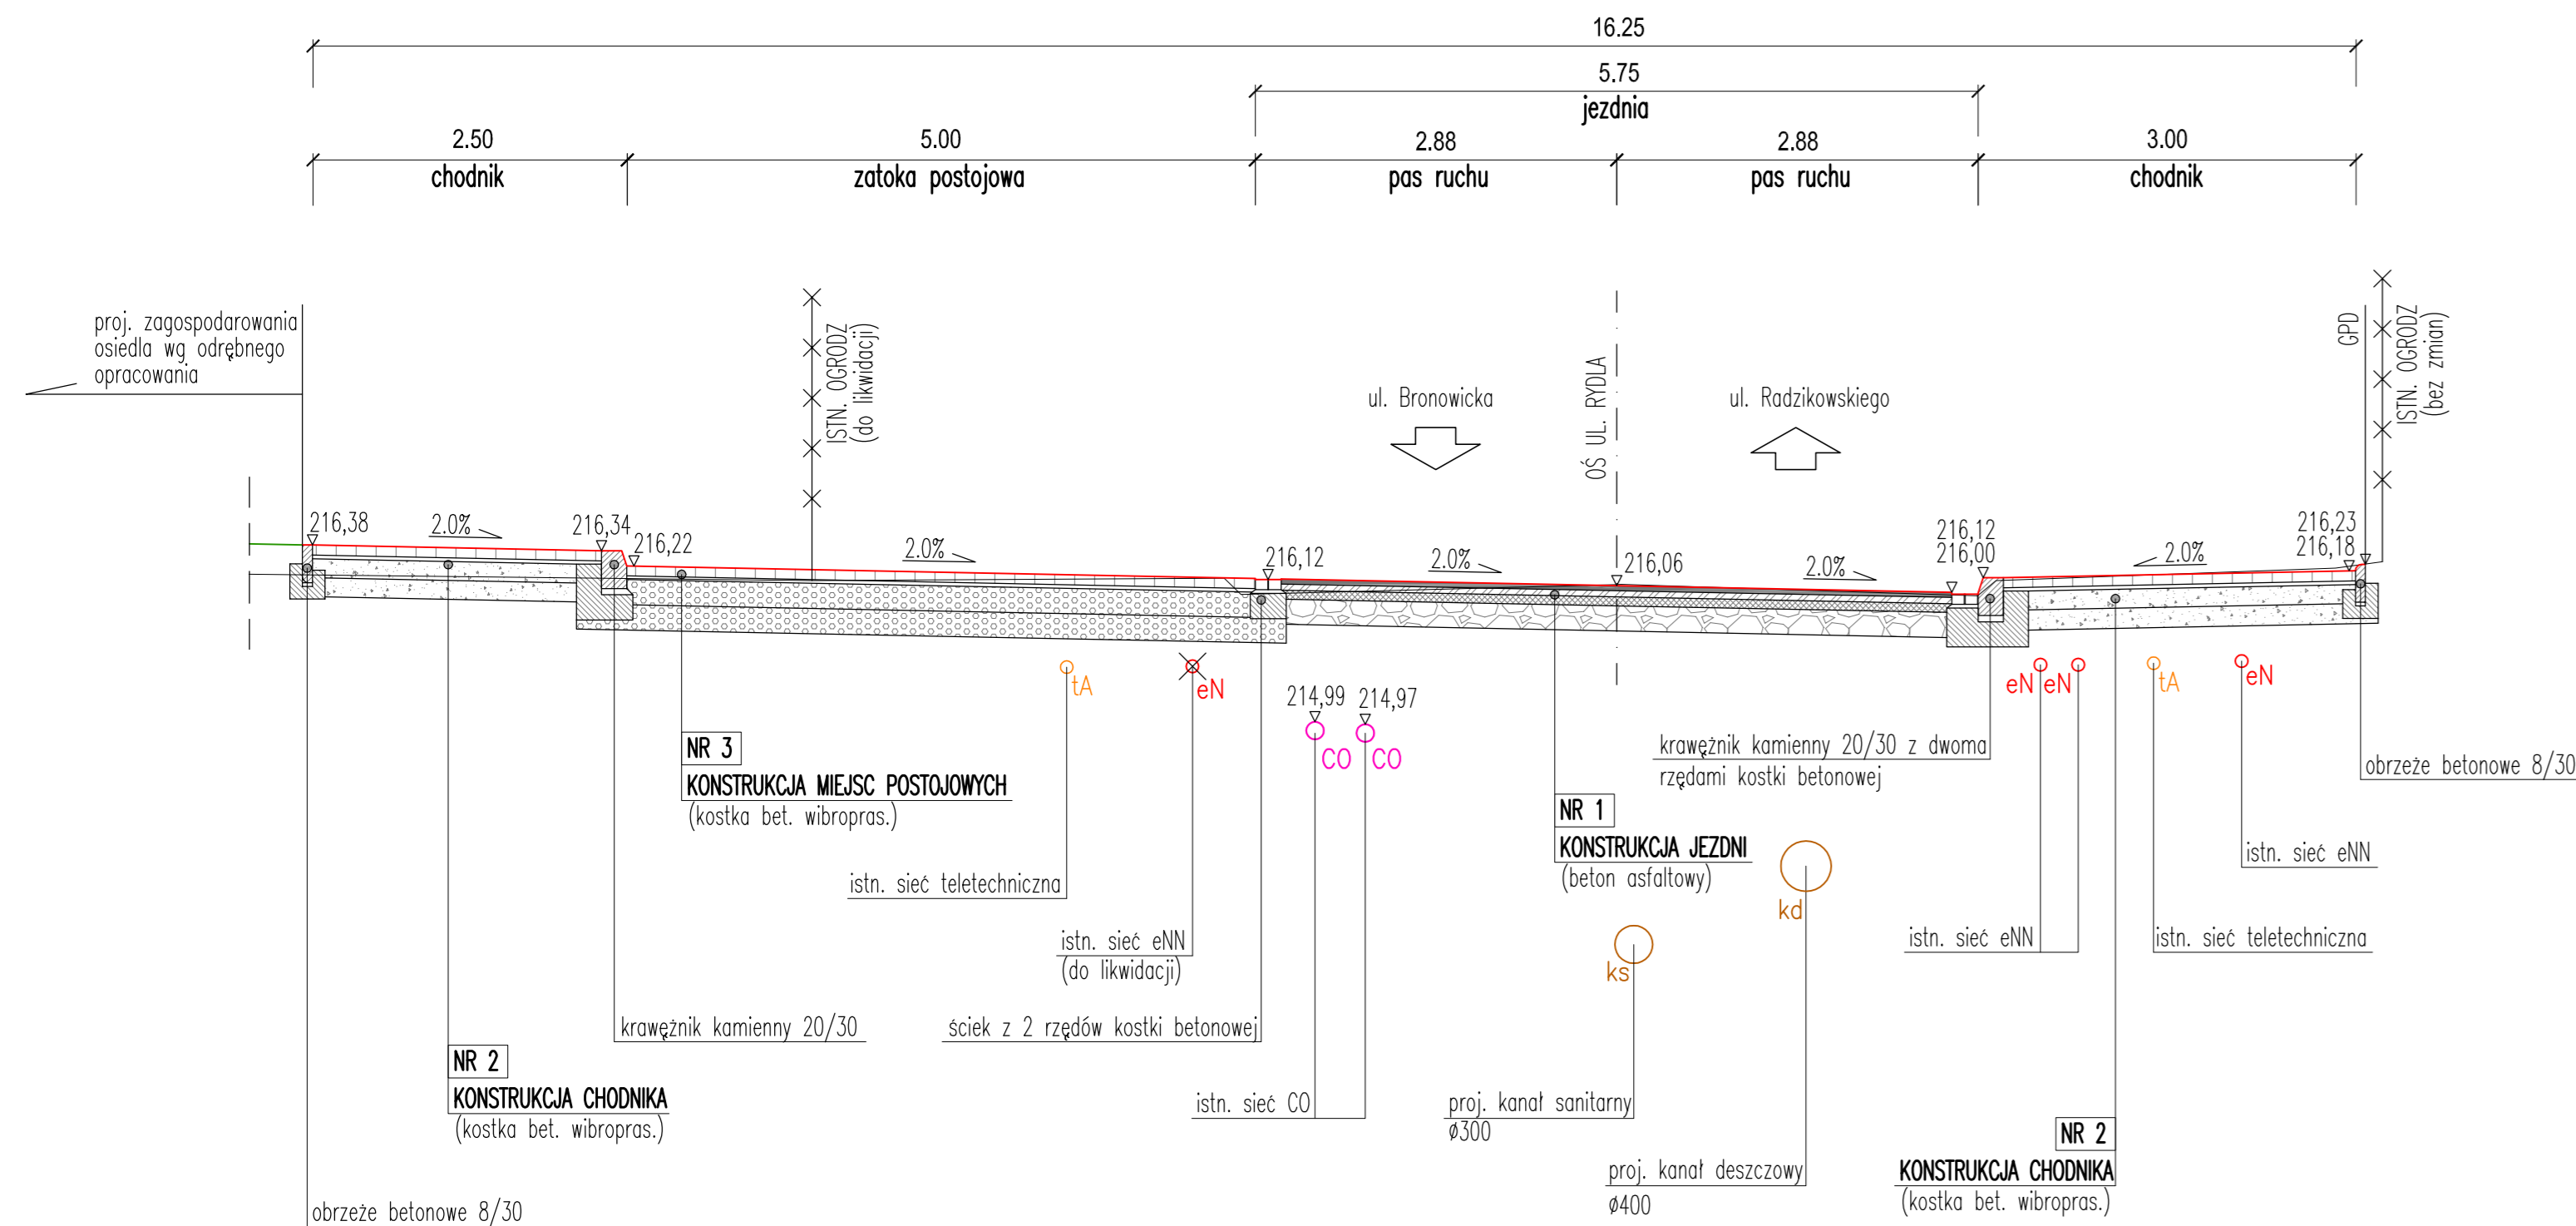 16.25
5.75
jezdnia
2.50
5.00
2.88
2.88
3.00
chodnik
zatoka postojowa
pas ruchu
pas ruchu
chodnik
proj. zagospodarowania
osiedla wg odrębnego
opracowania
ISTN. OGRODZ
(do likwidacji)
ul. Bronowicka
OŚ UL. RYDLA
ul. Radzikowskiego
GPD
ISTN. OGRODZ
(bez zmian)
216,38
2.0%
216,34
216,22
2.0%
216,12
2.0%
216,06
2.0%
216,12
216,00
2.0%
216,23
216,18
tA
eN
214,99
214,97
CO
CO
eN
eN
tA
eN
NR 3
KONSTRUKCJA MIEJSC POSTOJOWYCH
(kostka bet. wibropras.)
krawężnik kamienny 20/30 z dwoma
rzędami kostki betonowej
obrzeże betonowe 8/30
NR 1
KONSTRUKCJA JEZDNI
(beton asfaltowy)
istn. sieć teletechniczna
kd
istn. sieć eNN
istn. sieć eNN
(do likwidacji)
ks
istn. sieć eNN
istn. sieć teletechniczna
krawężnik kamienny 20/30
ściek z 2 rzędów kostki betonowej
NR 2
KONSTRUKCJA CHODNIKA
(kostka bet. wibropras.)
istn. sieć CO
proj. kanał sanitarny
ø300
proj. kanał deszczowy
ø400
NR 2
KONSTRUKCJA CHODNIKA
(kostka bet. wibropras.)
obrzeże betonowe 8/30